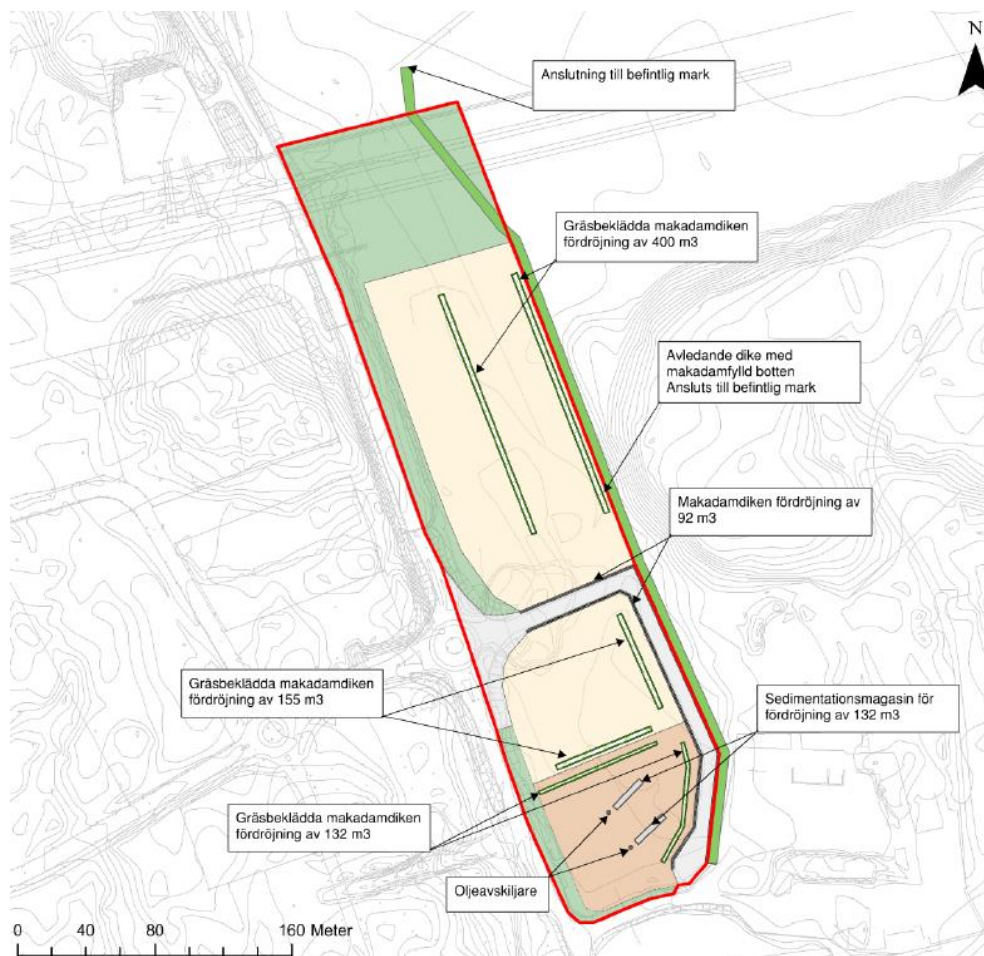 N
Anslutning till befintlig mark
Gräsbeklädda makadamdiken
fördröjning av 400 m3
Avledande dike med
makadamfylld botten
Ansluts till befintlig mark
Makadamdiken fördröjning av
92 m3
Gräsbeklädda makadamdiken
fördröjning av 155 m3
Sedimentationsmagasin för
fördröjning av 132 m3
Gräsbeklädda makadamdiken
fördröjning av 132 m3
Oljeavskiljare
0 40 80 160 Meter